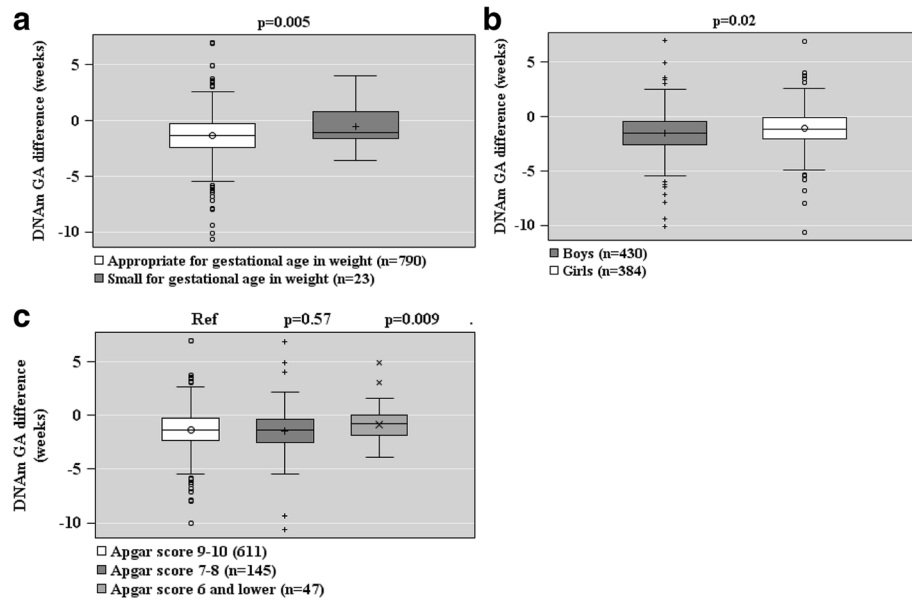 a
p=0.005
DNAm GA difference (weeks)
5
0
-5
-10
Appropriate for gestational age in weight (n=790)
Small for gestational age in weight (n=23)
b
p=0.02
DNAm GA difference (weeks)
5
0
-5
-10
Boys (n=430)
Girls (n=384)
c
Ref p=0.57 p=0.009 .
DNAm GA difference
(weeks)
5
0
-5
-10
Apgar score 9-10 (611)
Apgar score 7-8 (n=145)
Apgar score 6 and lower (n=47)